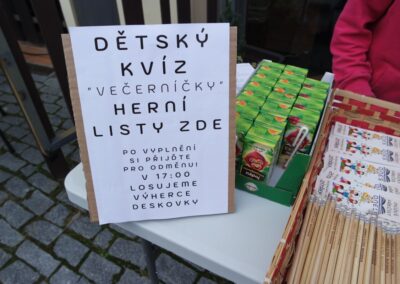 DĚTSKÝ
KVÍZ
"VEČERNÍČKY"
HERNÍ
LISTY ZDE
PO VYPLNĚNÍ
SI PŘIJĎTE
PRO ODMĚNU!
V 17:00
LOSUJEME
VÝHERCE
DESKOVKY